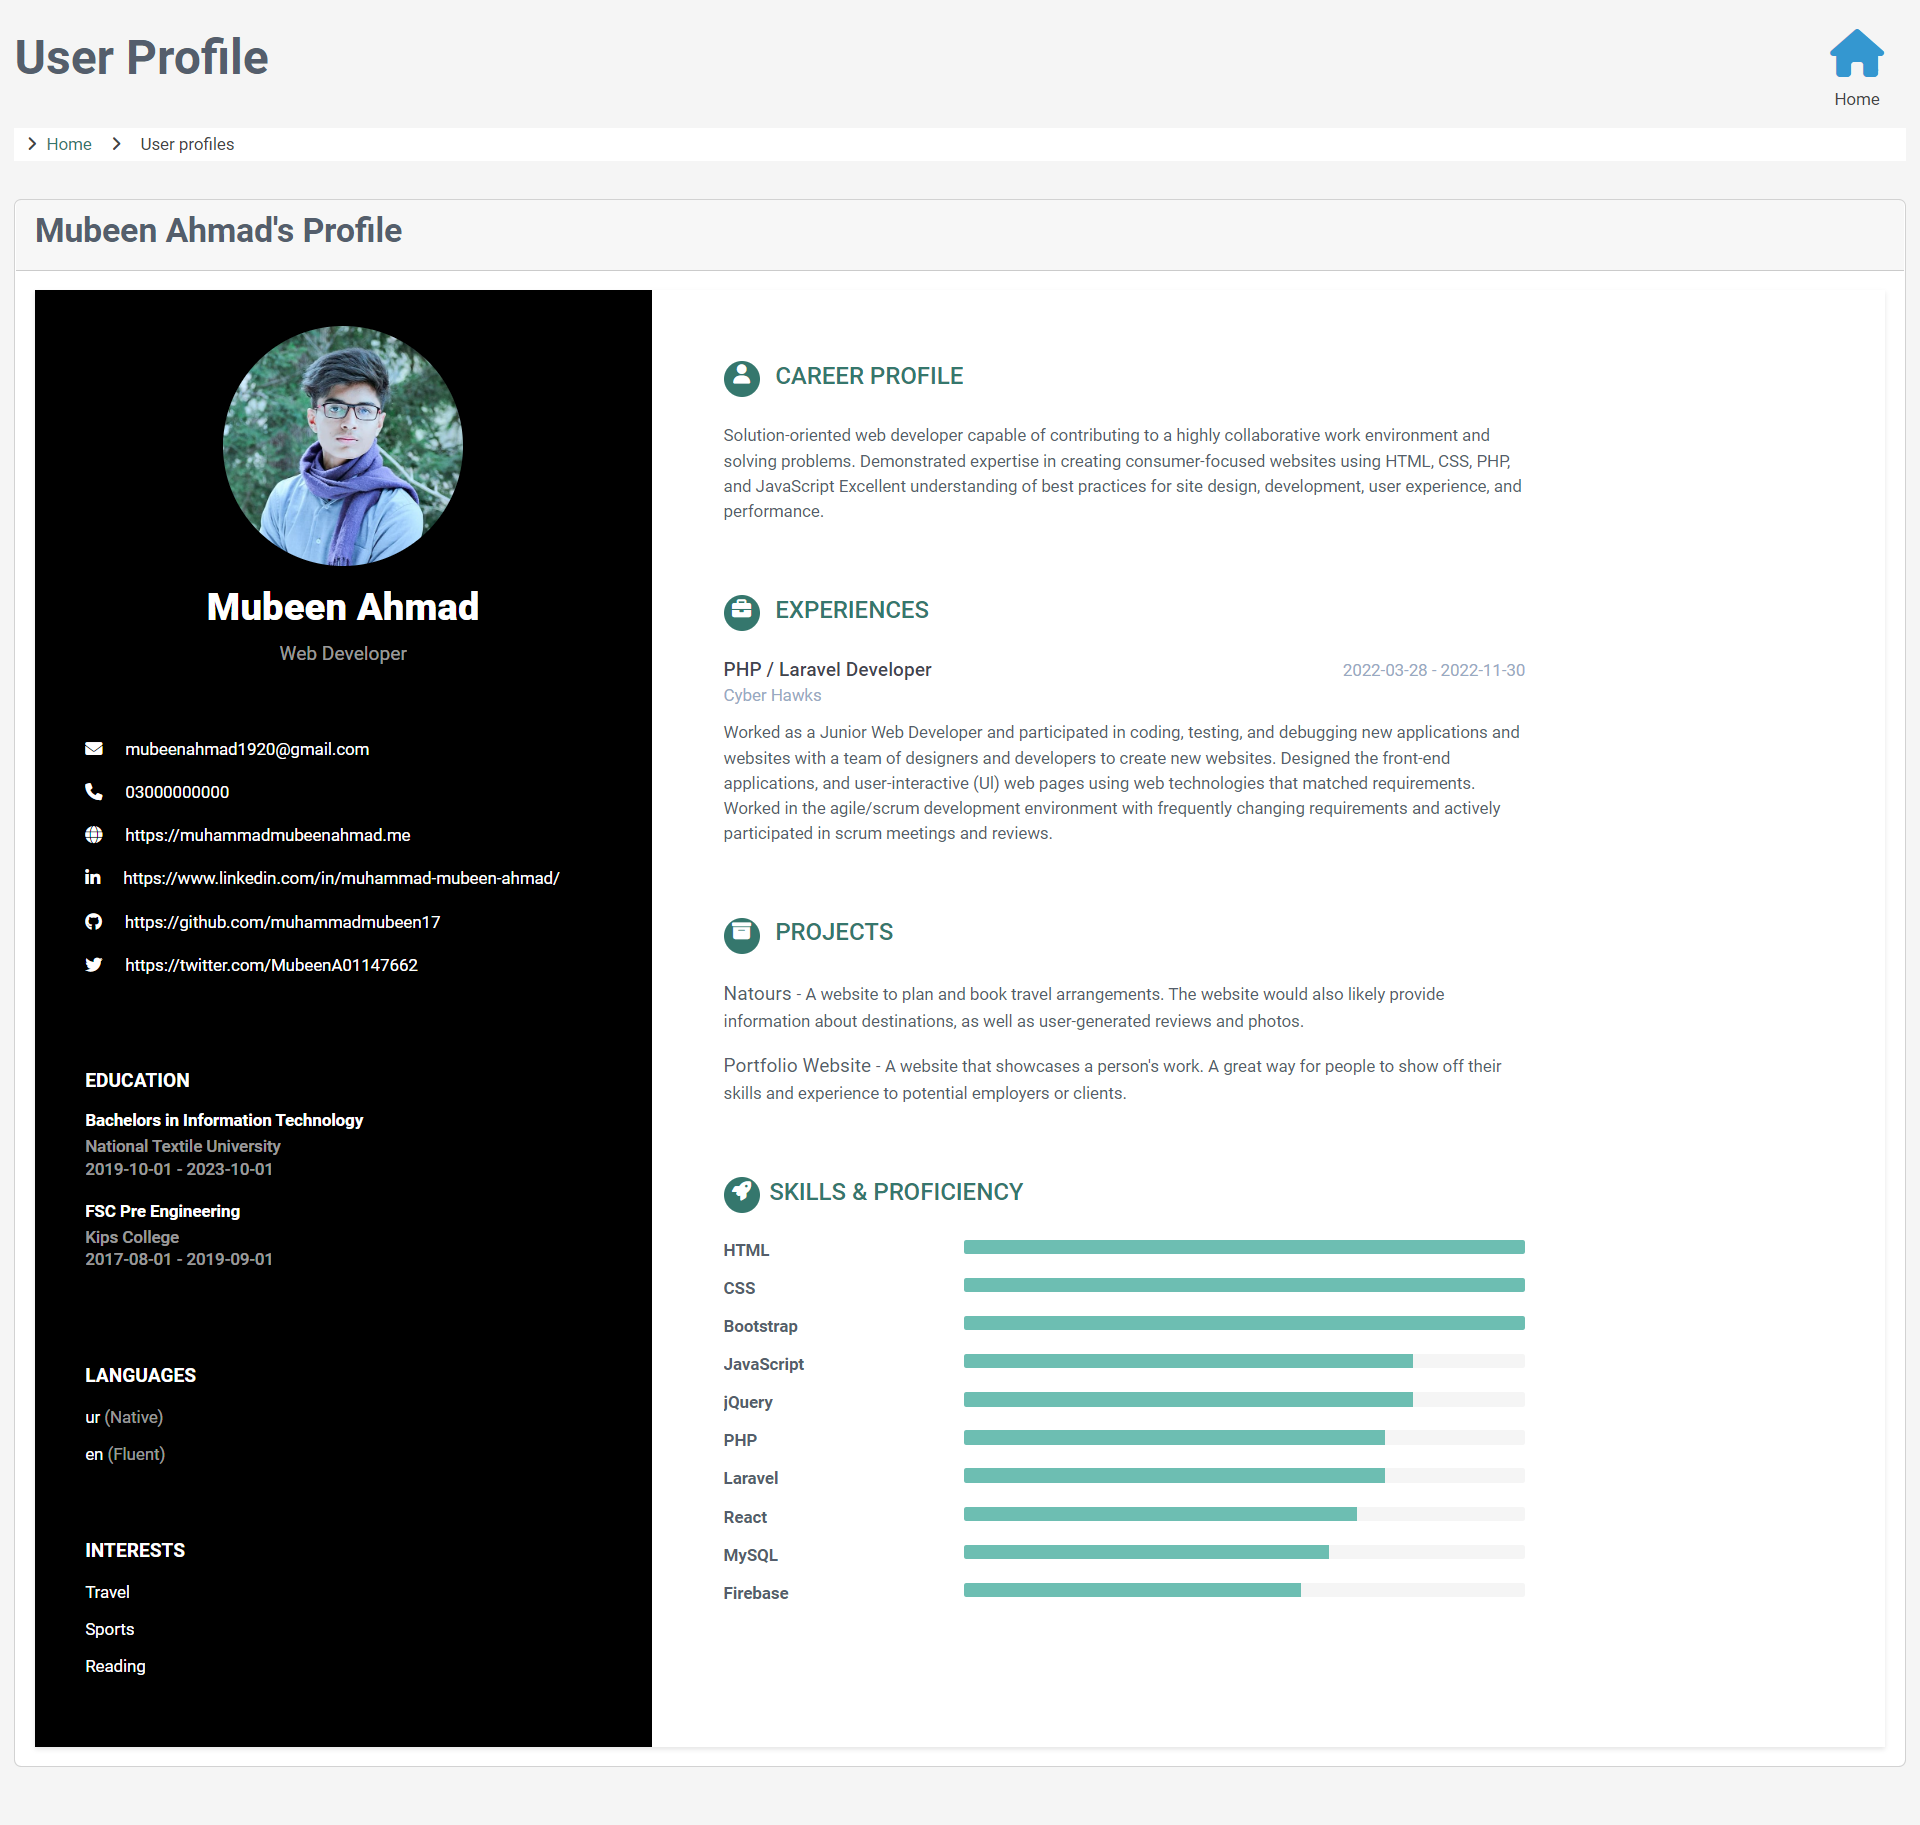 User Profile
Home
Home
User profiles
Mubeen Ahmad's Profile
Mubeen Ahmad
Web Developer
mubeenahmad1920@gmail.com
03000000000
https://muhammadmubeenahmad.me
https://www.linkedin.com/in/muhammad-mubeen-ahmad/
https://github.com/muhammadmubeen17
https://twitter.com/MubeenA01147662
EDUCATION
Bachelors in Information Technology
National Textile University
2019-10-01 - 2023-10-01
FSC Pre Engineering
Kips College
2017-08-01 - 2019-09-01
LANGUAGES
ur (Native)
en (Fluent)
INTERESTS
Travel
Sports
Reading
CAREER PROFILE
Solution-oriented web developer capable of contributing to a highly collaborative work environment and
solving problems. Demonstrated expertise in creating consumer-focused websites using HTML, CSS, PHP,
and JavaScript Excellent understanding of best practices for site design, development, user experience, and
performance.
EXPERIENCES
PHP / Laravel Developer
2022-03-28 - 2022-11-30
Cyber Hawks
Worked as a Junior Web Developer and participated in coding, testing, and debugging new applications and
websites with a team of designers and developers to create new websites. Designed the front-end
applications, and user-interactive (UI) web pages using web technologies that matched requirements.
Worked in the agile/scrum development environment with frequently changing requirements and actively
participated in scrum meetings and reviews.
PROJECTS
Natours - A website to plan and book travel arrangements. The website would also likely provide
information about destinations, as well as user-generated reviews and photos.
Portfolio Website - A website that showcases a person's work. A great way for people to show off their
skills and experience to potential employers or clients.
SKILLS & PROFICIENCY
HTML
CSS
Bootstrap
JavaScript
jQuery
PHP
Laravel
React
MySQL
Firebase